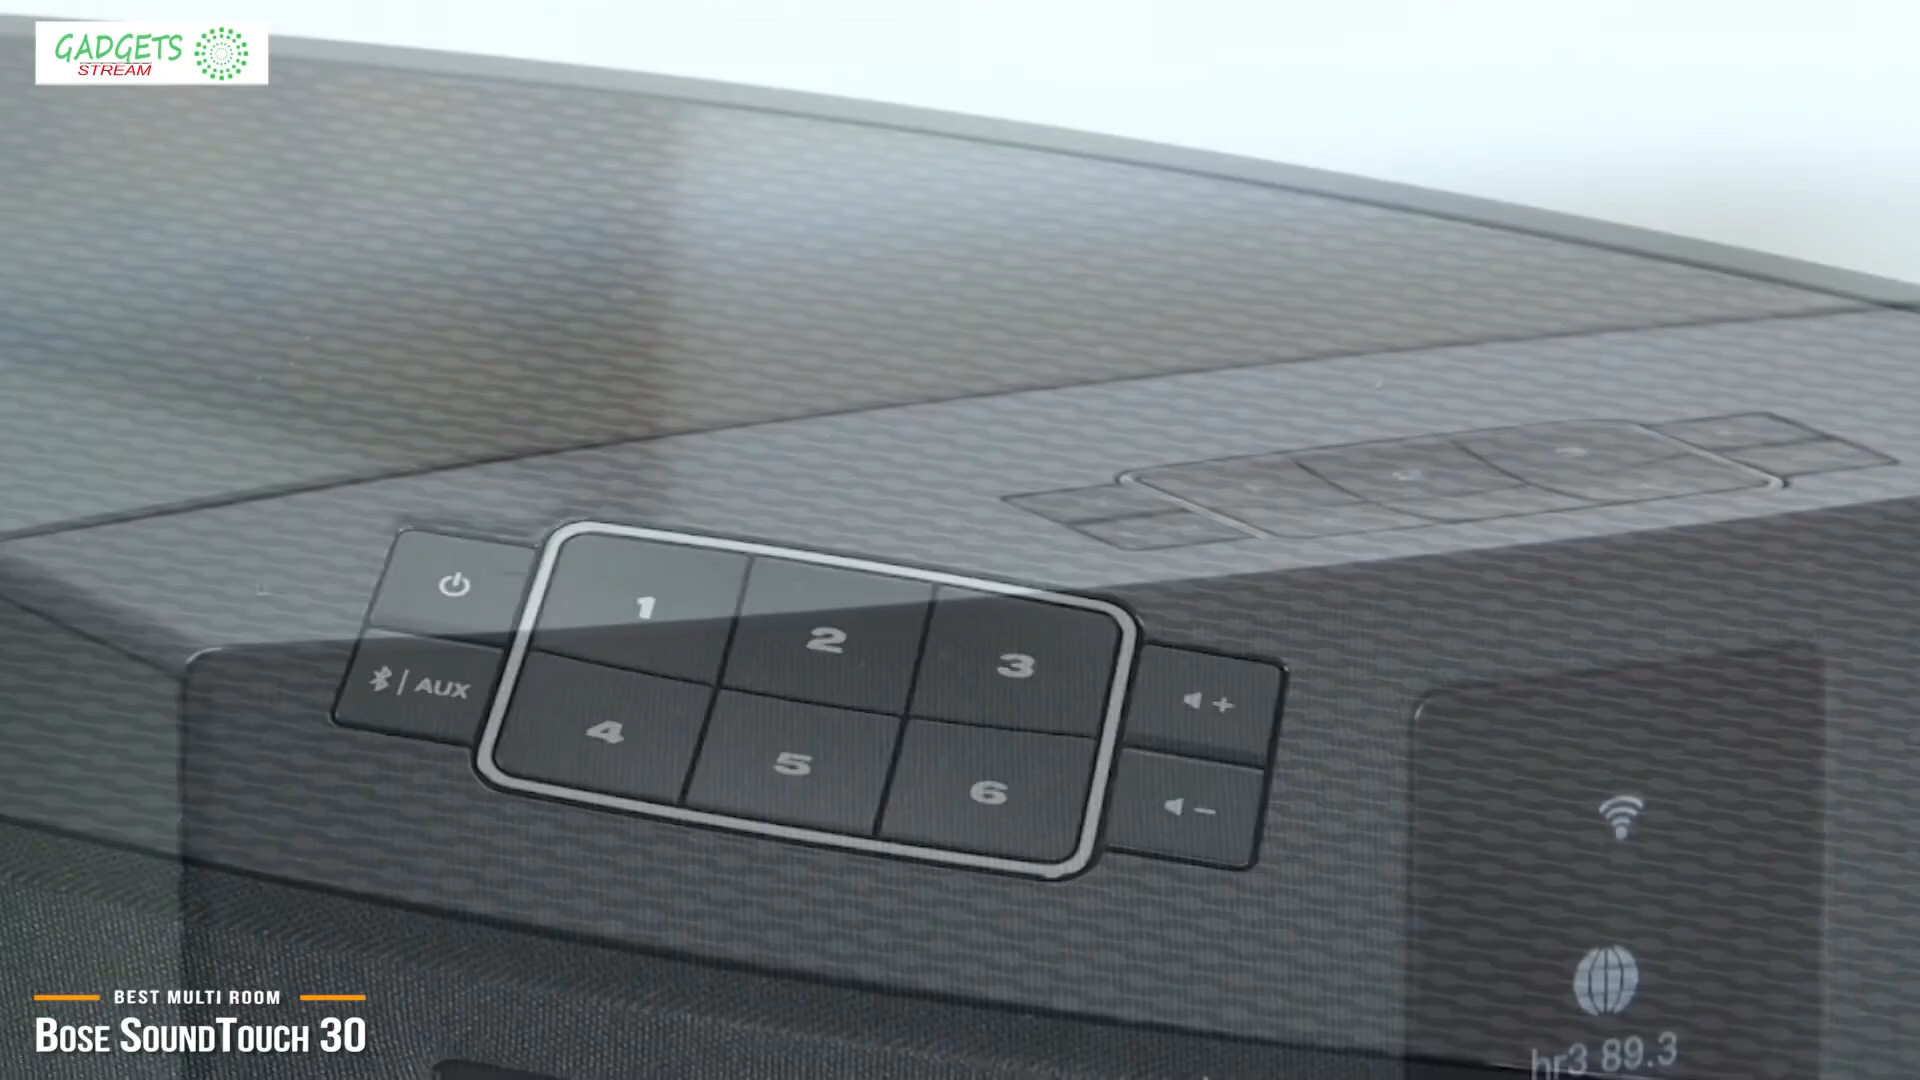 GADGETS
STREAM
1
2
3
| AUX
4
5
6
+
−
hr3 89.3
BEST MULTI ROOM
BOSE SOUNDTOUCH 30